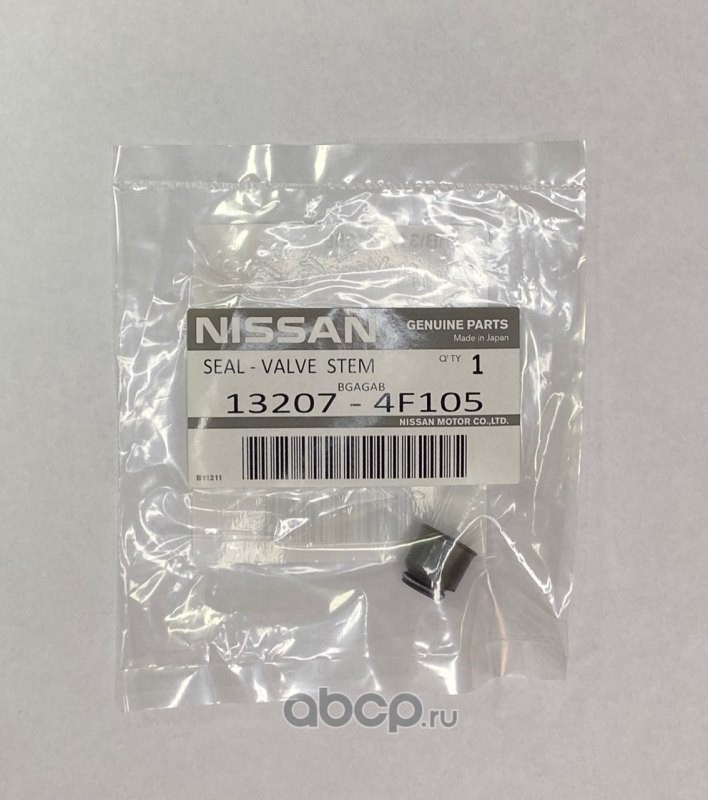 NISSAN
GENUINE PARTS
Made in Japan
SEAL - VALVE STEM
Q'TY 1
BGAGAB
13207 - 4F105
NISSAN MOTOR CO.,LTD.
B11211
abcp.ru